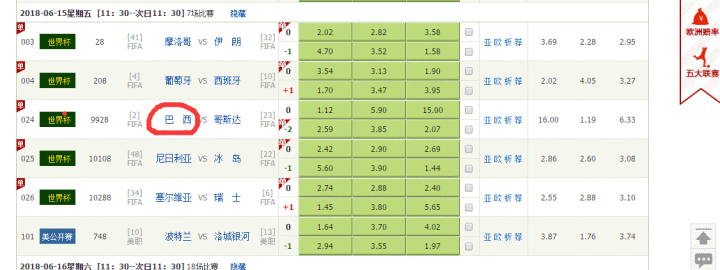 2018-06-15星期五 [11: 30--次日11: 30] 7场比赛 隐藏
单 003 世界杯 28 [41] FIFA 摩洛哥 VS 伊 朗 [32] FIFA 单 0 2.02 2.82 3.58 亚 欧 析 荐 3.69 2.28 2.95
-1 4.70 3.52 1.58
单 004 世界杯 208 [4] FIFA 葡萄牙 VS 西班牙 [10] FIFA 单 0 3.54 3.13 1.90 亚 欧 析 荐 2.02 4.05 3.27
+1 1.70 3.47 3.95
单 024 世界杯 9928 [2] FIFA 巴 西 VS 哥斯达 [23] FIFA 0 1.12 5.90 15.00 亚 欧 析 荐 16.00 1.19 6.33
单 -2 2.59 3.85 2.07
单 025 世界杯 10108 [48] FIFA 尼日利亚 VS 冰 岛 [22] FIFA 单 0 2.42 2.90 2.69 亚 欧 析 荐 2.86 2.60 3.08
-1 5.60 3.90 1.44
单 026 世界杯 10288 [34] FIFA 塞尔维亚 VS 瑞 士 [6] FIFA 单 0 2.74 2.88 2.40 亚 欧 析 荐 2.55 2.88 3.10
+1 1.45 3.80 5.65
101 美公开赛 748 [10] 美职 波特兰 VS 洛城银河 [13] 美职 0 1.64 3.70 4.02 亚 欧 析 荐 3.87 1.76 3.74
-1 2.94 3.55 1.97
2018-06-16星期六 [11: 30--次日11: 30] 18场比赛 隐藏
欧洲赔率
五大联赛